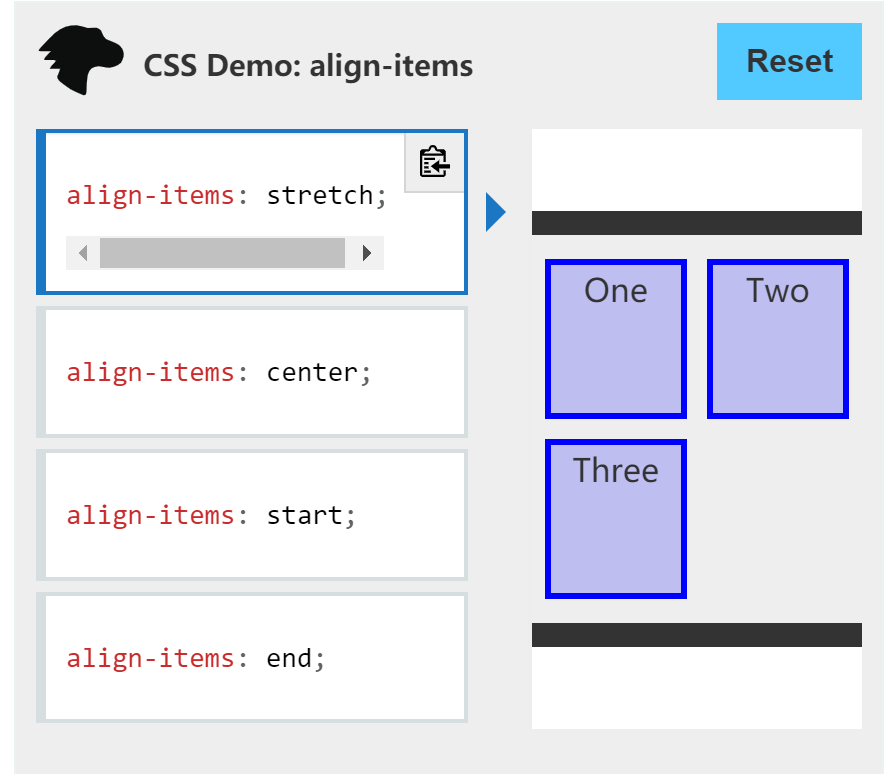 CSS Demo: align-items
Reset
align-items: stretch;
align-items: center;
align-items: start;
align-items: end;
One
Two
Three